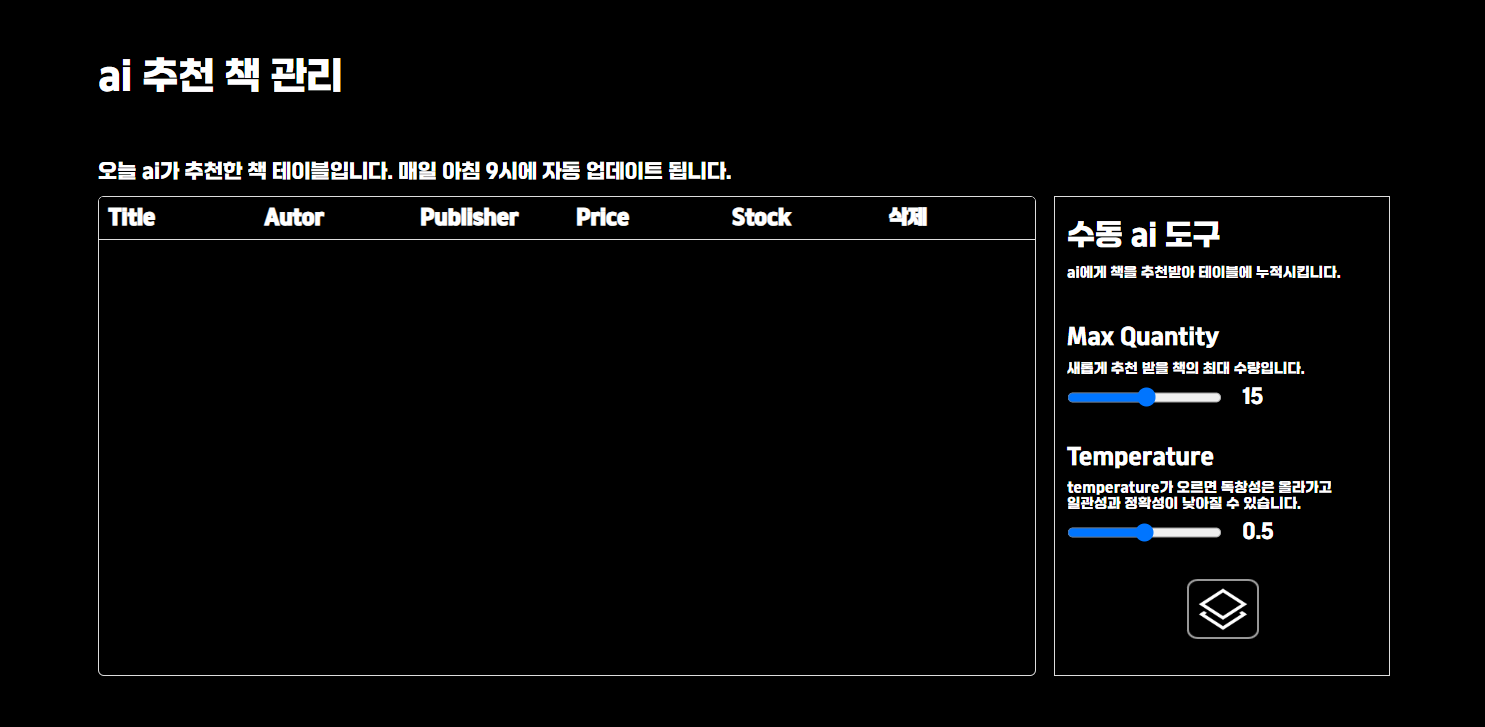 ai 추천 책 관리
오늘 ai가 추천한 책 테이블입니다. 매일 아침 9시에 자동 업데이트 됩니다.
Title Autor Publisher Price Stock 삭제
수동 ai 도구
ai에게 책을 추천받아 테이블에 누적시킵니다.
Max Quantity
새롭게 추천 받을 책의 최대 수량입니다.
15
Temperature
temperature가 오르면 독창성은 올라가고
일관성과 정확성이 낮아질 수 있습니다.
0.5